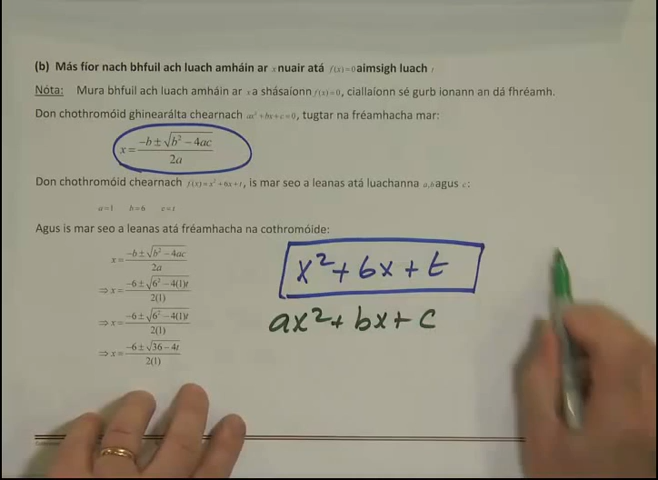 (b) Más fíor nach bhfuil ach luach amháin ar x nuair atá f(x)=0 aimsigh luach t
Nóta: Mura bhfuil ach luach amháin ar x a shásaíonn f(x)=0, ciallaíonn sé gurb ionann an dá fhréamh.
Don chothromóid ghinearálta chearnach ax²+bx+c=0, tugtar na fréamhacha mar:
x = (-b±√(b²-4ac))/2a
Don chothromóid chearnach f(x)=x²+6x+t, is mar seo a leanas atá luachanna a,b agus c:
a=1 b=6 c=t
Agus is mar seo a leanas atá fréamhacha na cothromóide:
x = (-b±√(b²-4ac))/2a
⇒ x = (-6±√(6²-4(1)t))/2(1)
⇒ x = (-6±√(6²-4(1)t))/2(1)
⇒ x = (-6±√(36-4t))/2(1)
x²+6x+t
ax²+bx+c